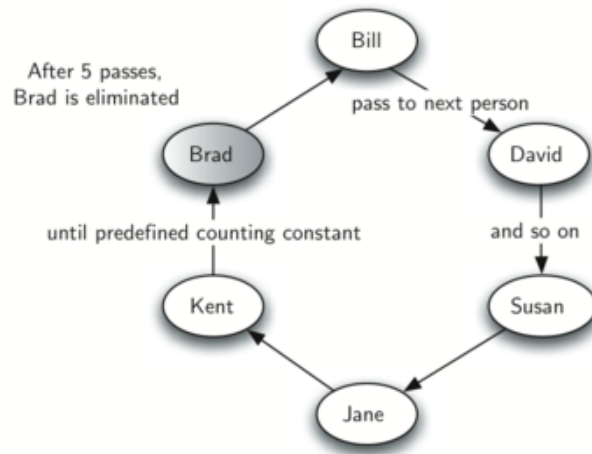 Bill
After 5 passes,
Brad is eliminated
pass to next person
Brad
David
until predefined counting constant
and so on
Kent
Susan
Jane